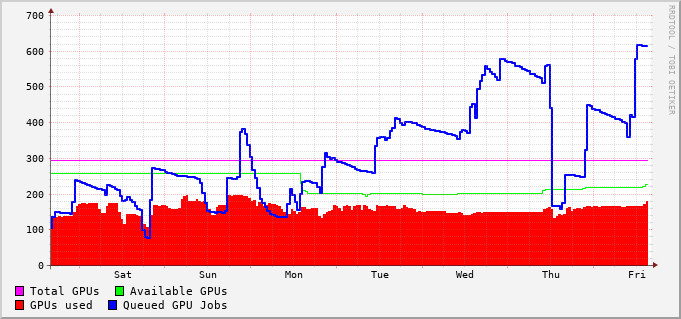 700
600
500
400
300
200
100
0
Sat Sun Mon Tue Wed Thu Fri
Total GPUs Available GPUs
GPUs used Queued GPU Jobs
RRDTOOL / TOBI OETIKER